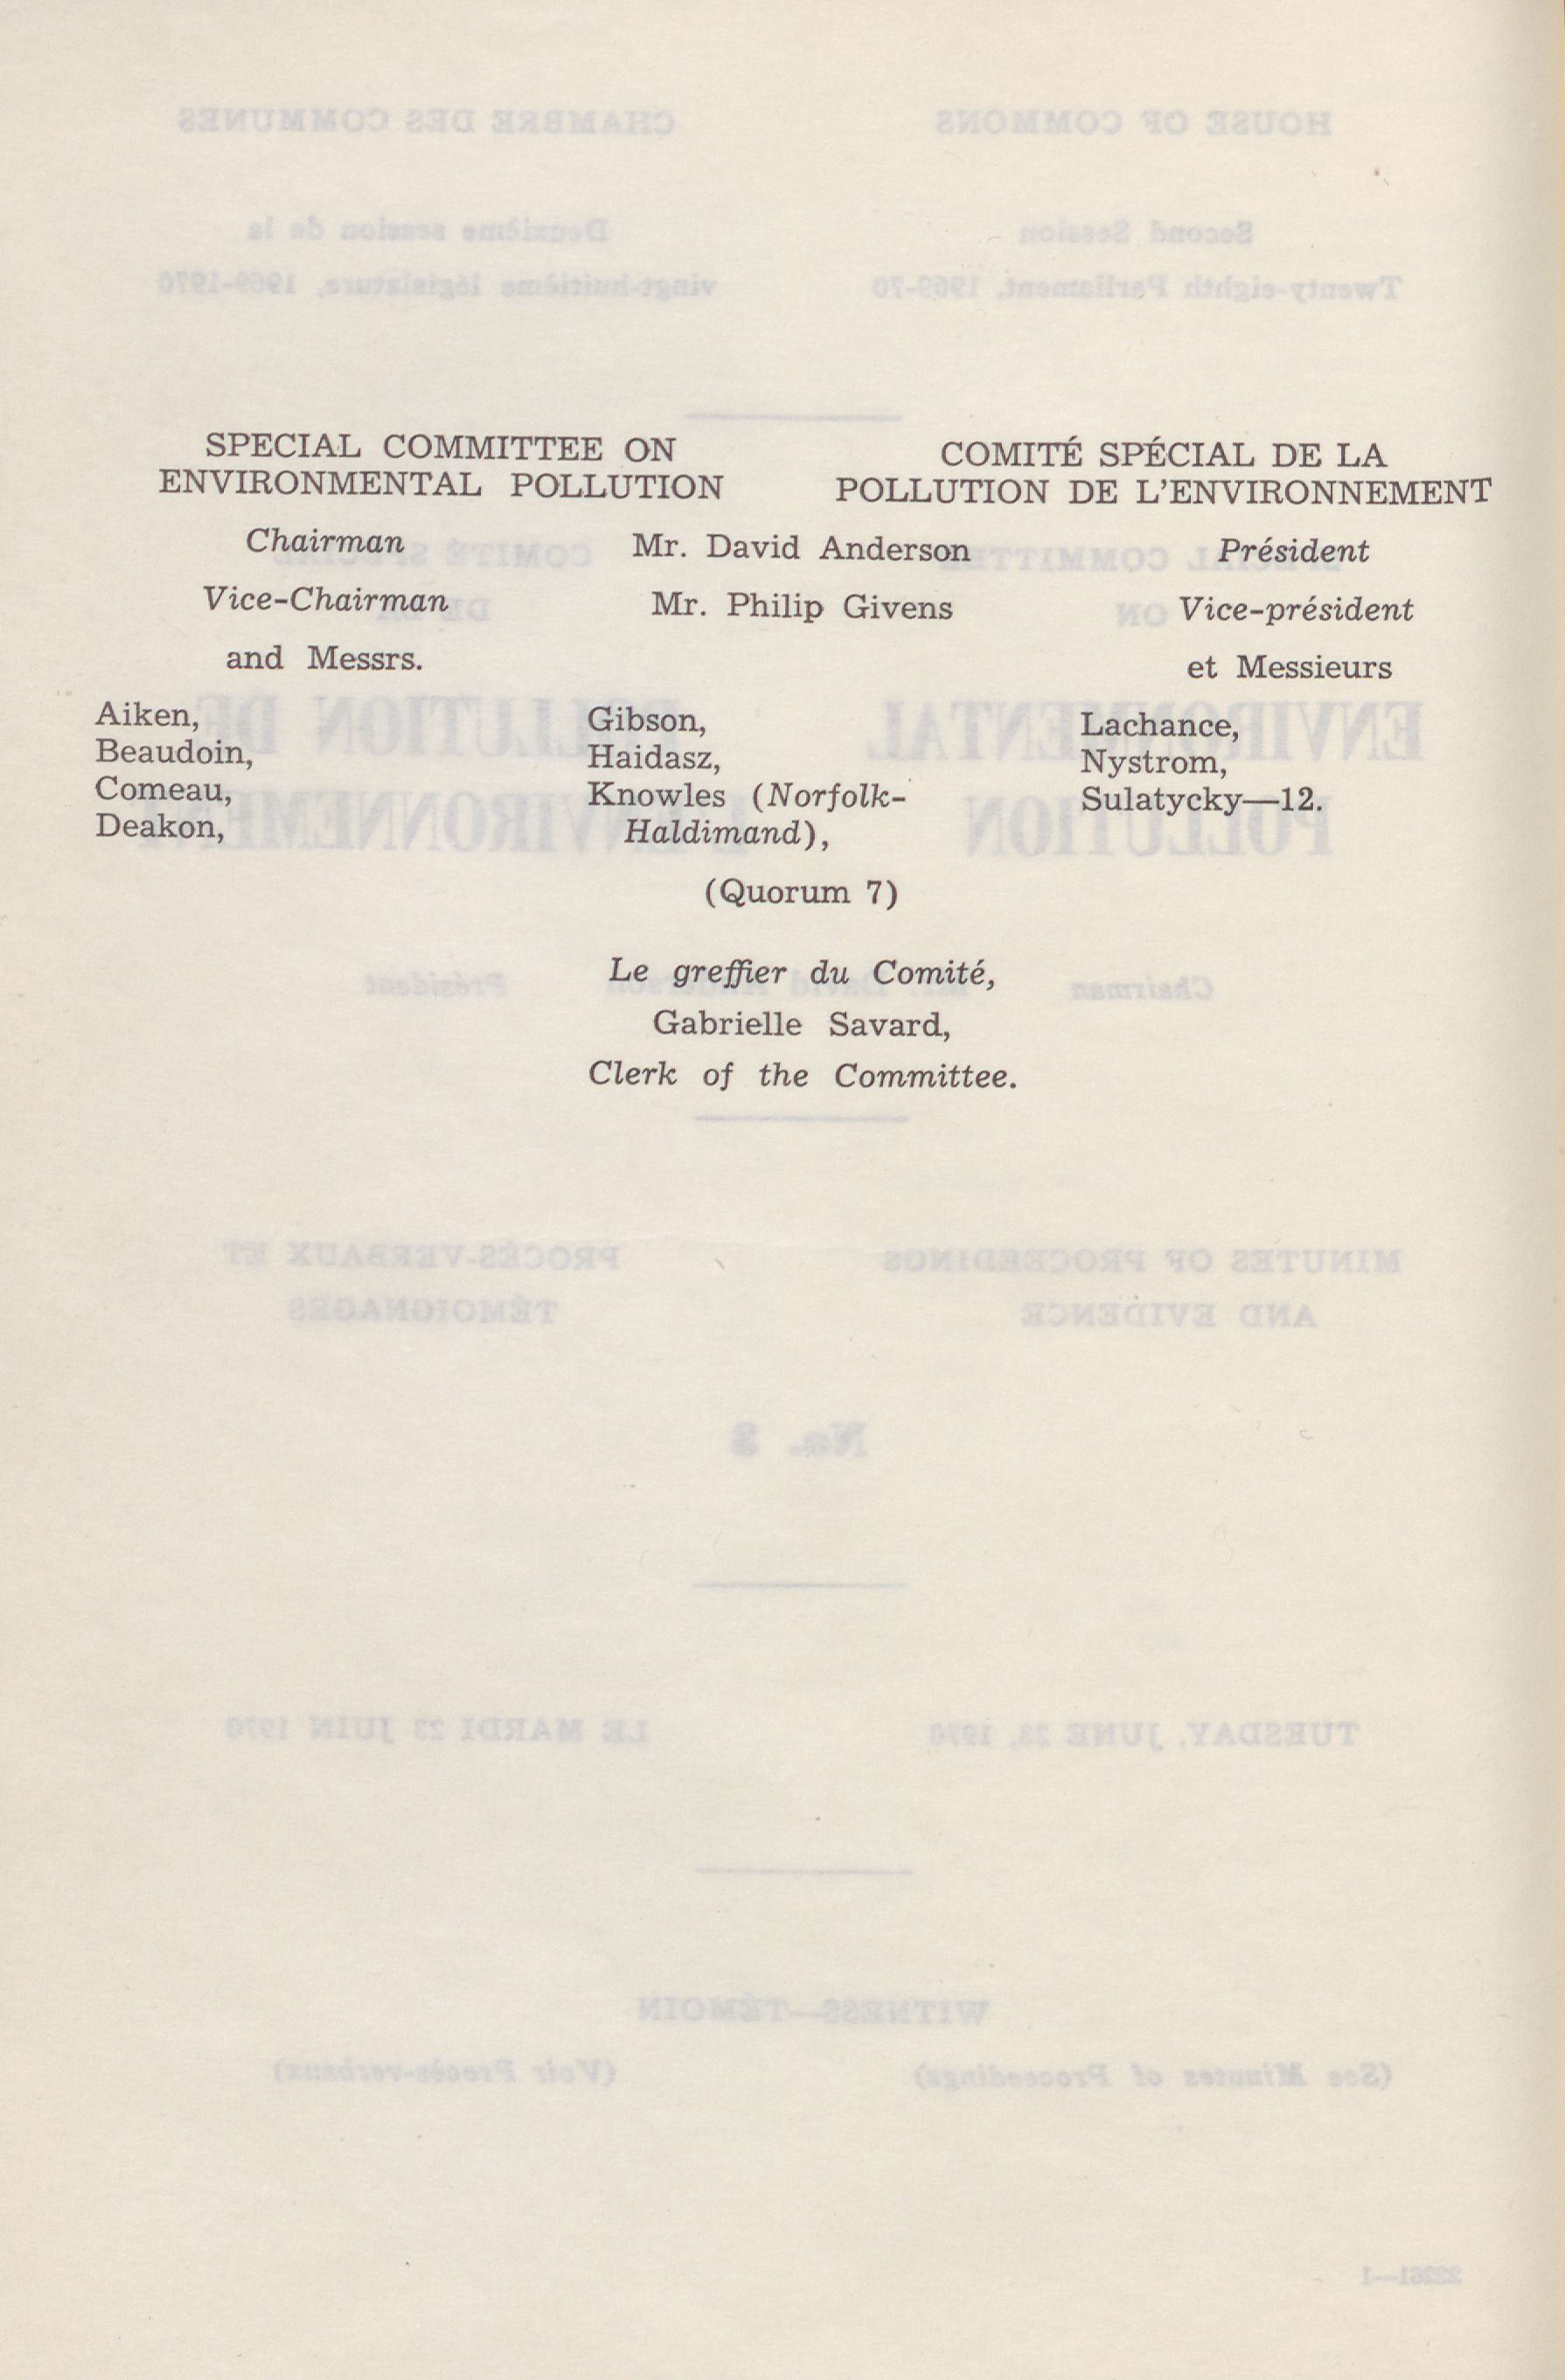 SPECIAL COMMITTEE ON
ENVIRONMENTAL POLLUTION
COMITÉ SPÉCIAL DE LA
POLLUTION DE L'ENVIRONNEMENT
Chairman Mr. David Anderson Président
Vice-Chairman Mr. Philip Givens Vice-président
and Messrs. et Messieurs
Aiken,
Beaudoin,
Comeau,
Deakon,
Gibson,
Haidasz,
Knowles (Norfolk-
Haldimand),
Lachance,
Nystrom,
Sulatycky—12.
(Quorum 7)
Le greffier du Comité,
Gabrielle Savard,
Clerk of the Committee.